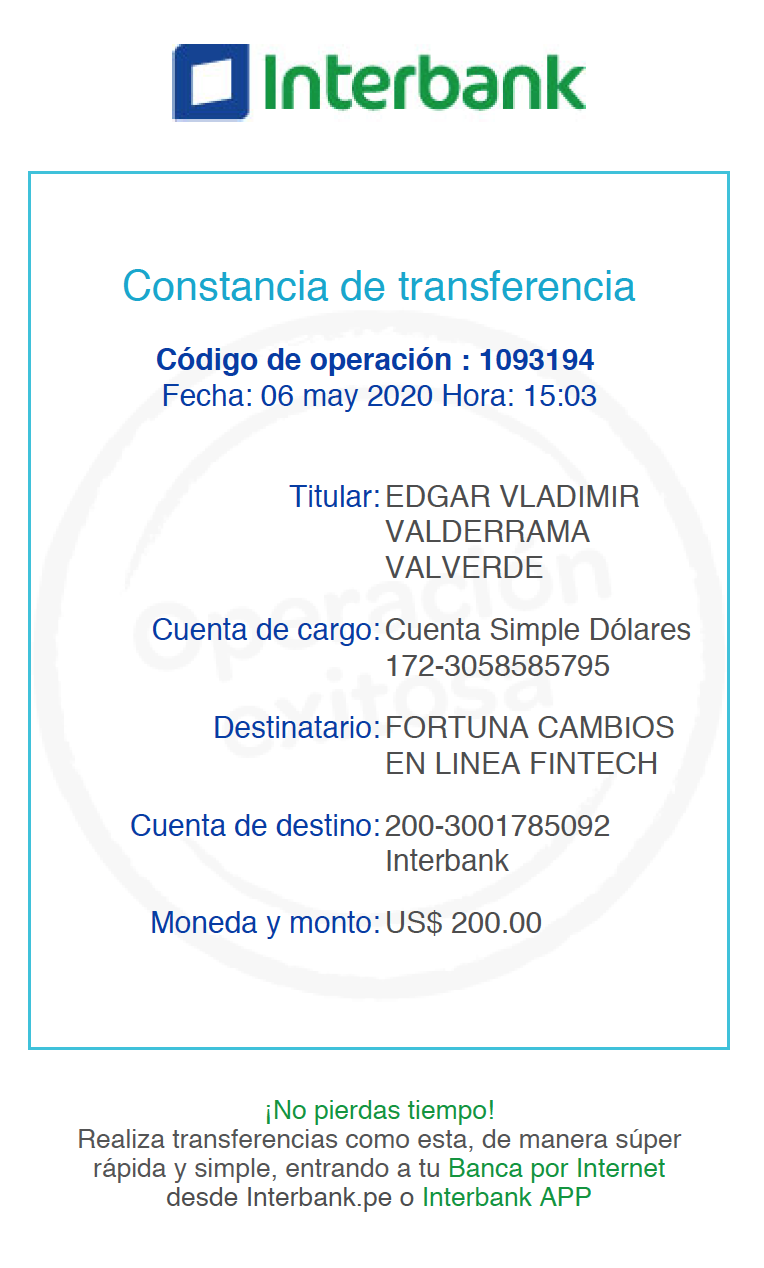 Interbank
Constancia de transferencia
Código de operación : 1093194
Fecha: 06 may 2020 Hora: 15:03
Titular: EDGAR VLADIMIR
VALDERRAMA
VALVERDE
Cuenta de cargo: Cuenta Simple Dólares
172-3058585795
Destinatario: FORTUNA CAMBIOS
EN LINEA FINTECH
Cuenta de destino: 200-3001785092
Interbank
Moneda y monto: US$ 200.00
Operación
exitosa
¡No pierdas tiempo!
Realiza transferencias como esta, de manera súper
rápida y simple, entrando a tu Banca por Internet
desde Interbank.pe o Interbank APP